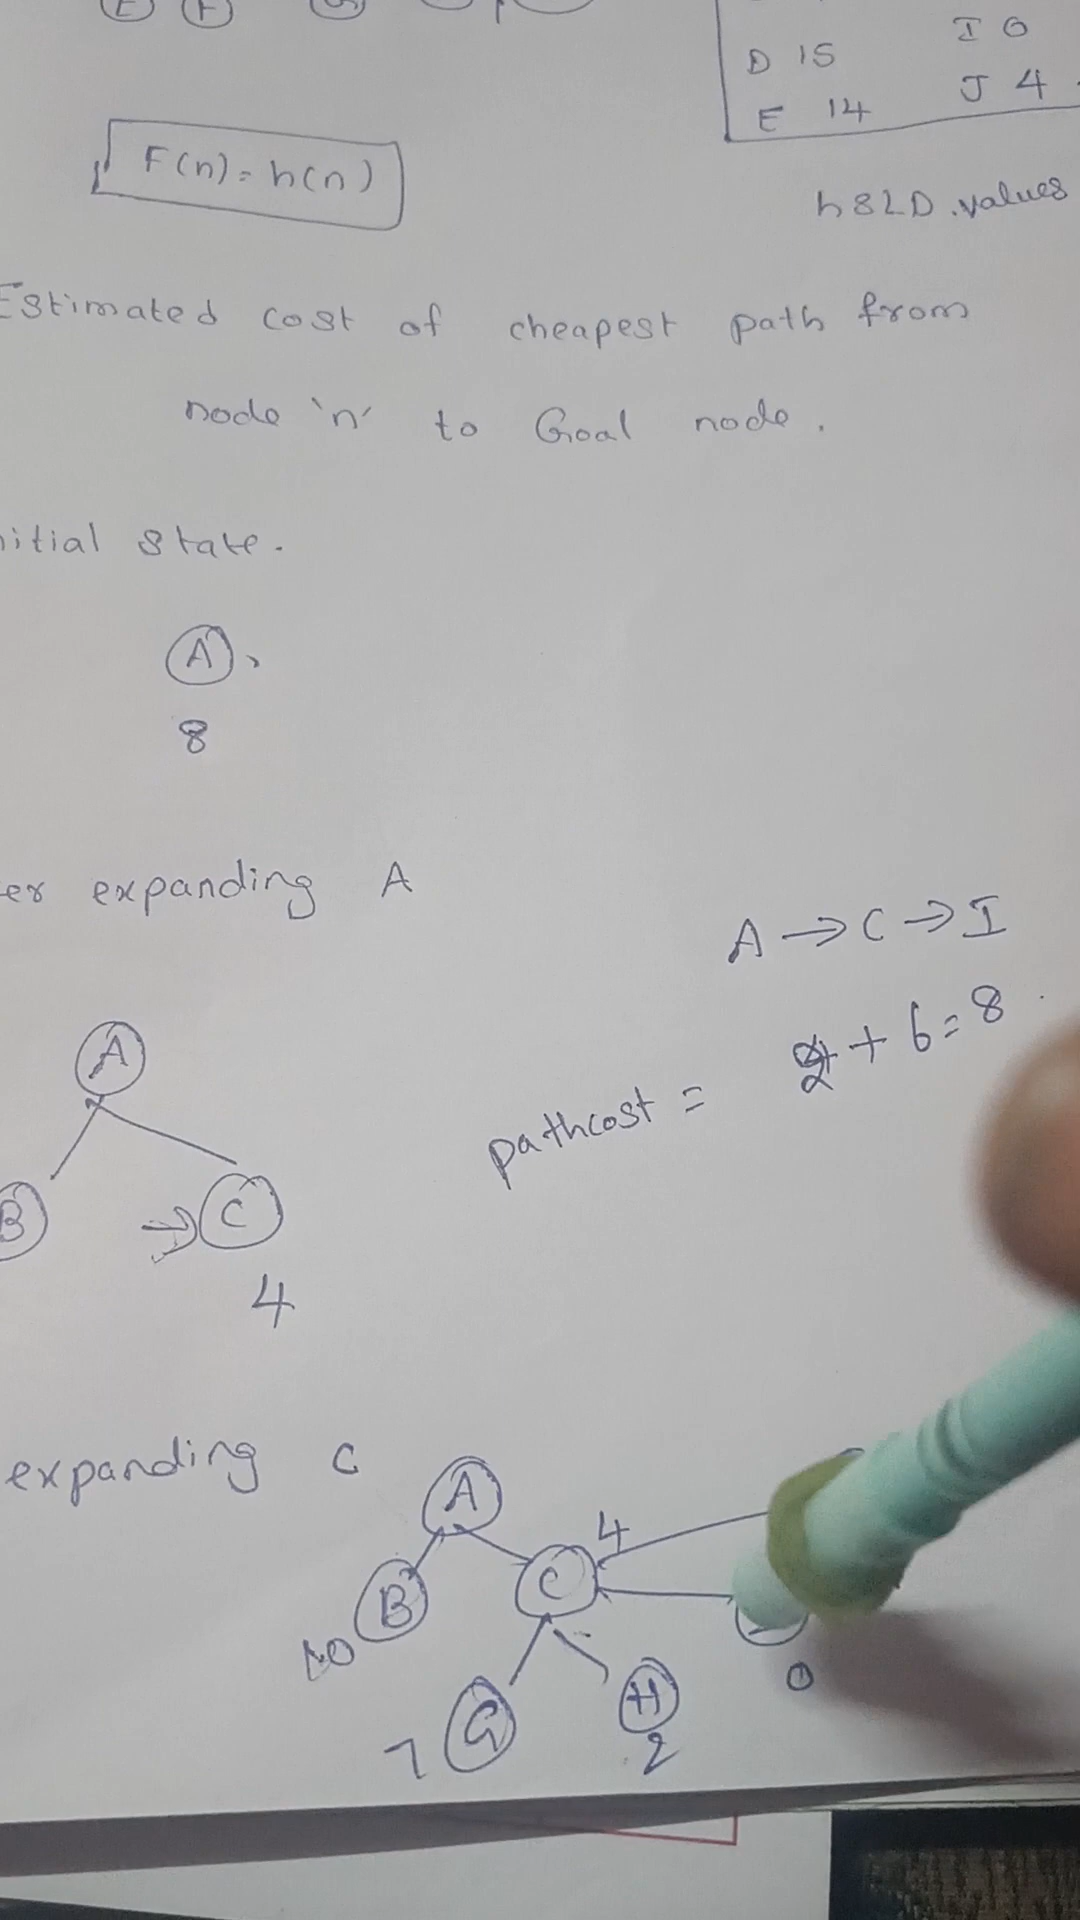 E F
I 0
D 15
J 4
E 14
F(n) = h(n)
hSLD . values
Estimated cost of cheapest path from
node 'n' to Goal node .
itial state .
A
8
er expanding A
A → C → I
pathcost = 2 + 6 = 8
A
B → C
4
expanding C
A
4
B C
10
0
G H
7 2